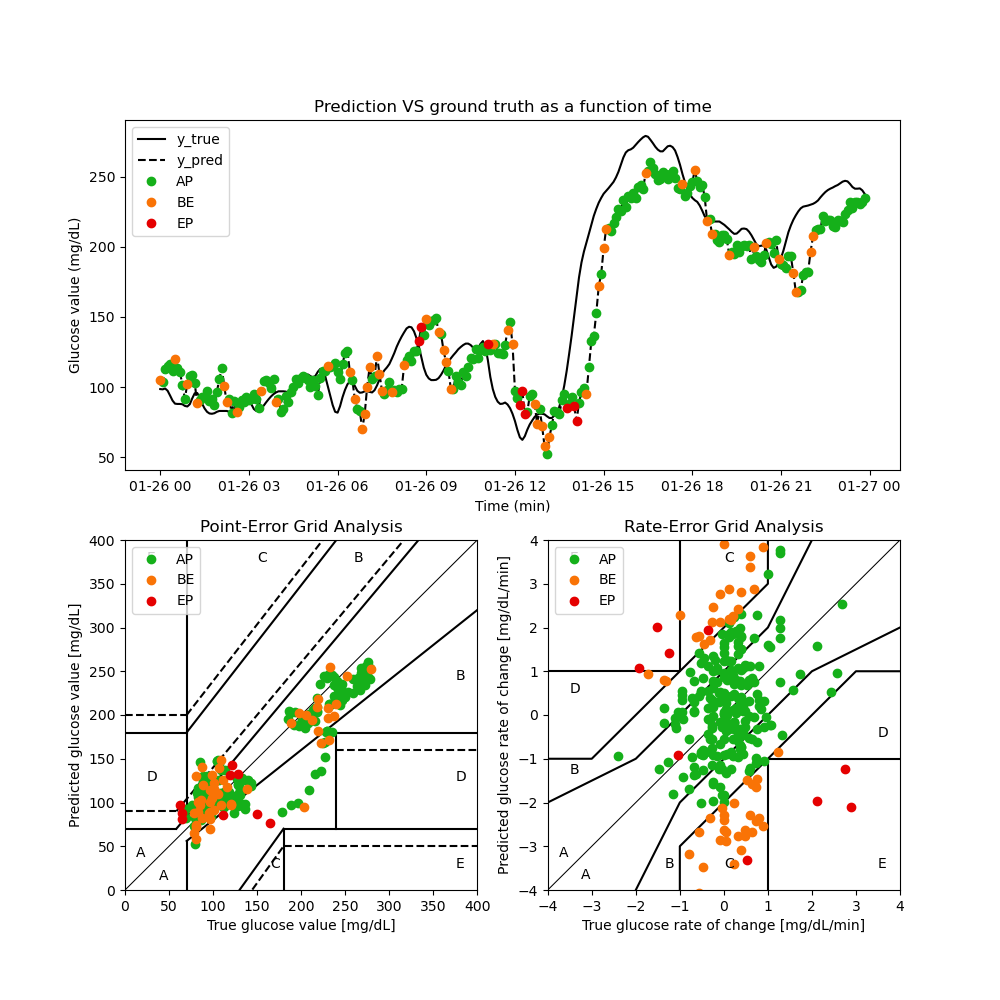 Prediction VS ground truth as a function of time
Glucose value (mg/dL)
250
200
150
100
50
y_true
y_pred
AP
BE
EP
01-26 00 01-26 03 01-26 06 01-26 09 01-26 12 01-26 15 01-26 18 01-26 21 01-27 00
Time (min)
Point-Error Grid Analysis
Predicted glucose value [mg/dL]
400
350
300
250
200
150
100
50
0
AP
BE
EP
C
B
B
D
D
A
A
C
E
0 50 100 150 200 250 300 350 400
True glucose value [mg/dL]
Rate-Error Grid Analysis
Predicted glucose rate of change [mg/dL/min]
4
3
2
1
0
−1
−2
−3
−4
AP
BE
EP
C
D
D
B
A
A
B
C
E
−4 −3 −2 −1 0 1 2 3 4
True glucose rate of change [mg/dL/min]